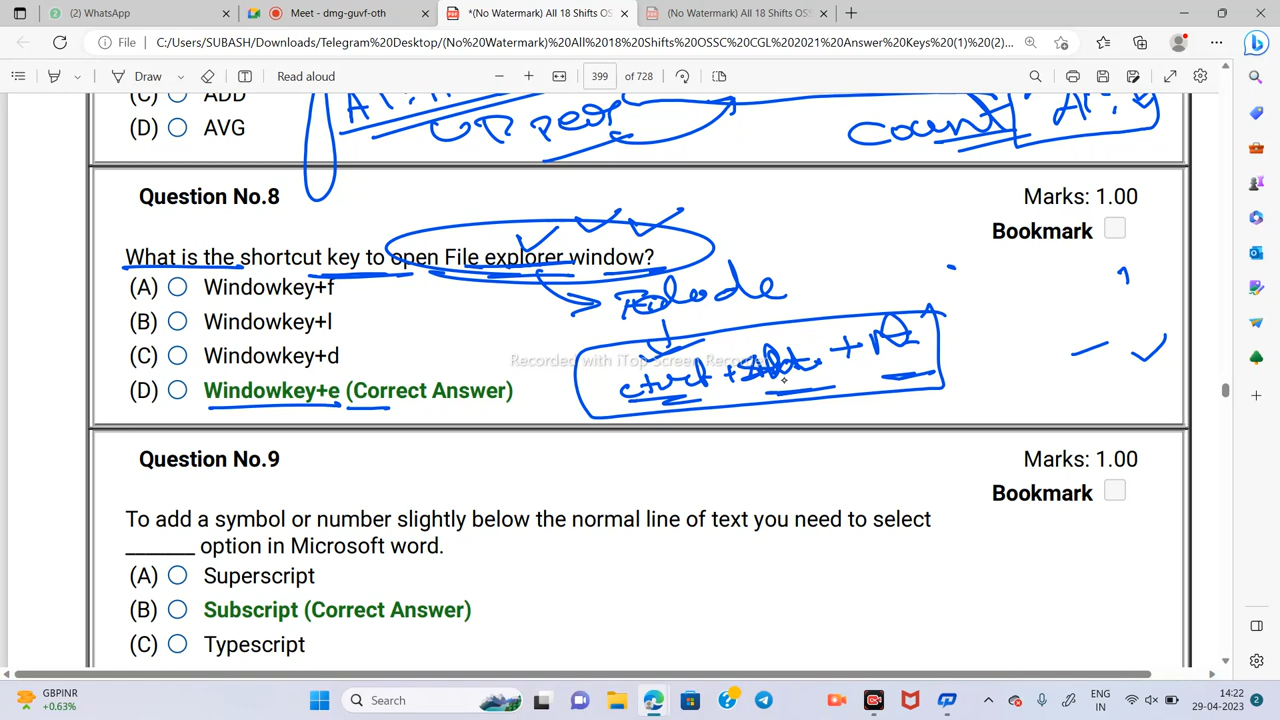 (2) WhatsApp
Meet - dmg-guvf-oth
*(No Watermark) All 18 Shifts OS
(No Watermark) All 18 Shifts OSS
File
C:/Users/SUBASH/Downloads/Telegram%20Desktop/(No%20Watermark)%20All%2018%20Shifts%20OSSC%20CGL%202021%20Answer%20Keys%20(1)%20(2)...
Draw
Read aloud
399 of 728
(C) ADD
(D) AVG
Count
Question No.8
Marks: 1.00
Bookmark
What is the shortcut key to open File explorer window?
(A) Windowkey+f
(B) Windowkey+l
(C) Windowkey+d
(D) Windowkey+e (Correct Answer)
Recorded with iTop Screen Recorder
Question No.9
Marks: 1.00
Bookmark
To add a symbol or number slightly below the normal line of text you need to select
______ option in Microsoft word.
(A) Superscript
(B) Subscript (Correct Answer)
(C) Typescript
GBPINR
+0.63%
Search
ENG
IN
14:22
29-04-2023